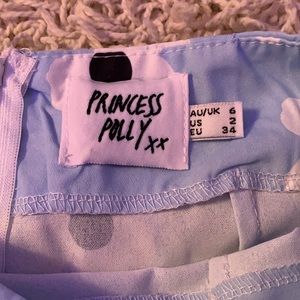 PRINCESS
POLLY xx
AU/UK 6
US 2
EU 34